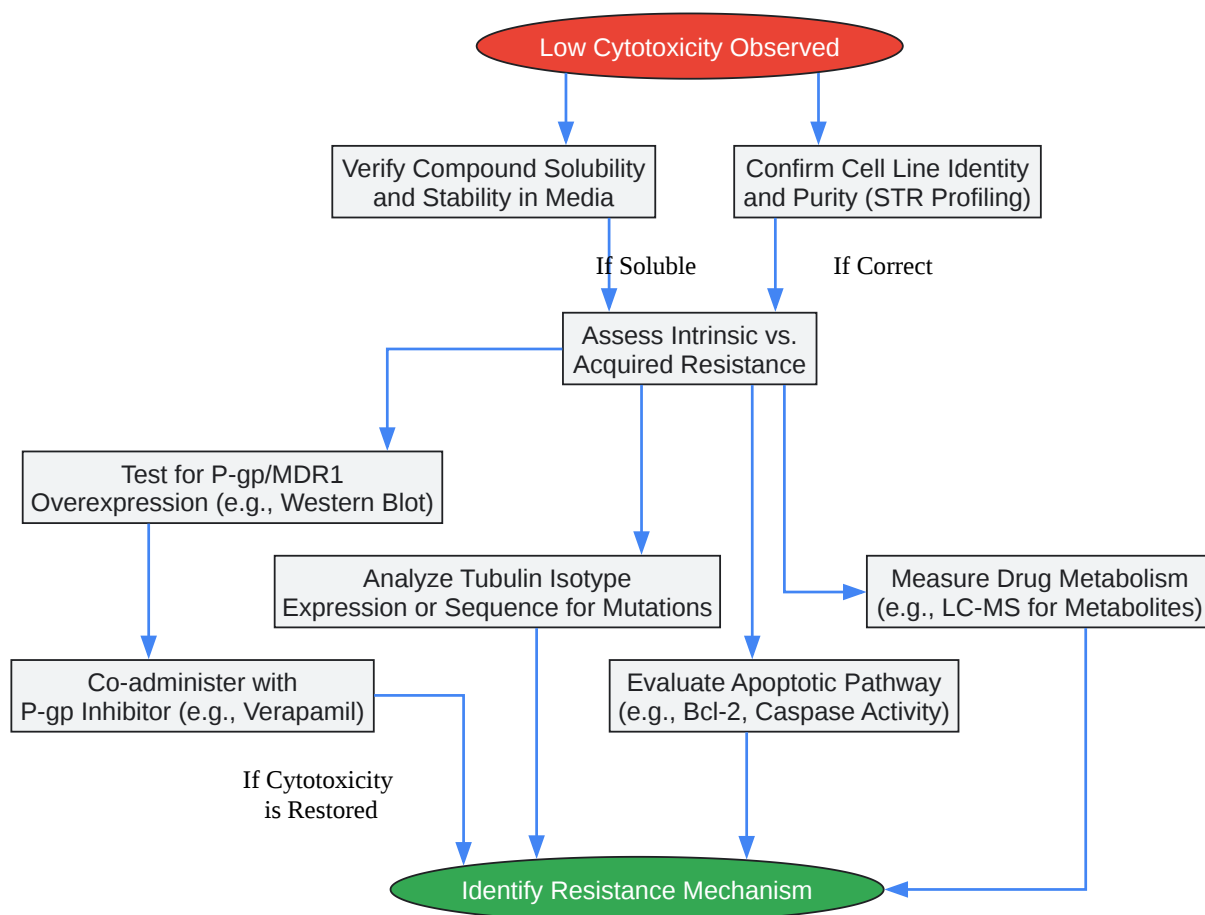 Low Cytotoxicity Observed
Verify Compound Solubility
and Stability in Media
Confirm Cell Line Identity
and Purity (STR Profiling)
If Soluble
If Correct
Assess Intrinsic vs.
Acquired Resistance
Test for P-gp/MDR1
Overexpression (e.g., Western Blot)
Analyze Tubulin Isotype
Expression or Sequence for Mutations
Measure Drug Metabolism
(e.g., LC-MS for Metabolites)
Co-administer with
P-gp Inhibitor (e.g., Verapamil)
Evaluate Apoptotic Pathway
(e.g., Bcl-2, Caspase Activity)
If Cytotoxicity
is Restored
Identify Resistance Mechanism